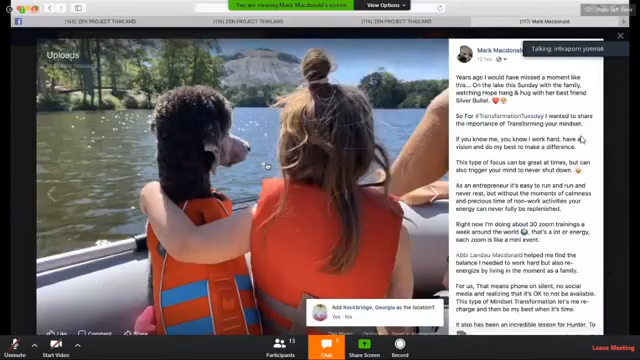 You are viewing Mark Macdonald's screen
View Options
Show Self View
(143) ZEN PROJECT THAILAND
(114) ZEN PROJECT THAILAND
(114) ZEN PROJECT THAILAND
(117) Mark Macdonald
Uploads
Mark Macdonald
Talking: intiraporn yomnak
12 hrs
Years ago I would have missed a moment like
this.... On the lake this Sunday with the family,
watching Hope hang & hug with her best friend
Silver Bullet.
So For #TransformationTuesday I wanted to share
the importance of Transforming your mindset.
If you know me, you know I work hard, have a
vision and do my best to make a difference.
This type of focus can be great at times, but can
also trigger your mind to never shut down.
As an entrepreneur it's easy to run and run and
never rest, but without the moments of calmness
and precious time of non-work activities your
energy can never fully be replenished.
Right now I'm doing about 30 zoom trainings a
week around the world, that's a lot or energy,
each zoom is like a mini event.
Abbi Landau Macdonald helped me find the
balance I needed to work hard but also re-
energize by living in the moment as a family.
For us, That means phone on silent, no social
media and realizing that it's OK to not be available.
This type of Mindset Transformation let's me re-
charge and then be my best when it's time.
It also has been an incredible lesson for Hunter. To
Add Rockbridge, Georgia as the location?
Yes · No
Like
Comment
Share
Unmute
Start Video
Participants
13
Chat
1
Share Screen
Record
Leave Meeting